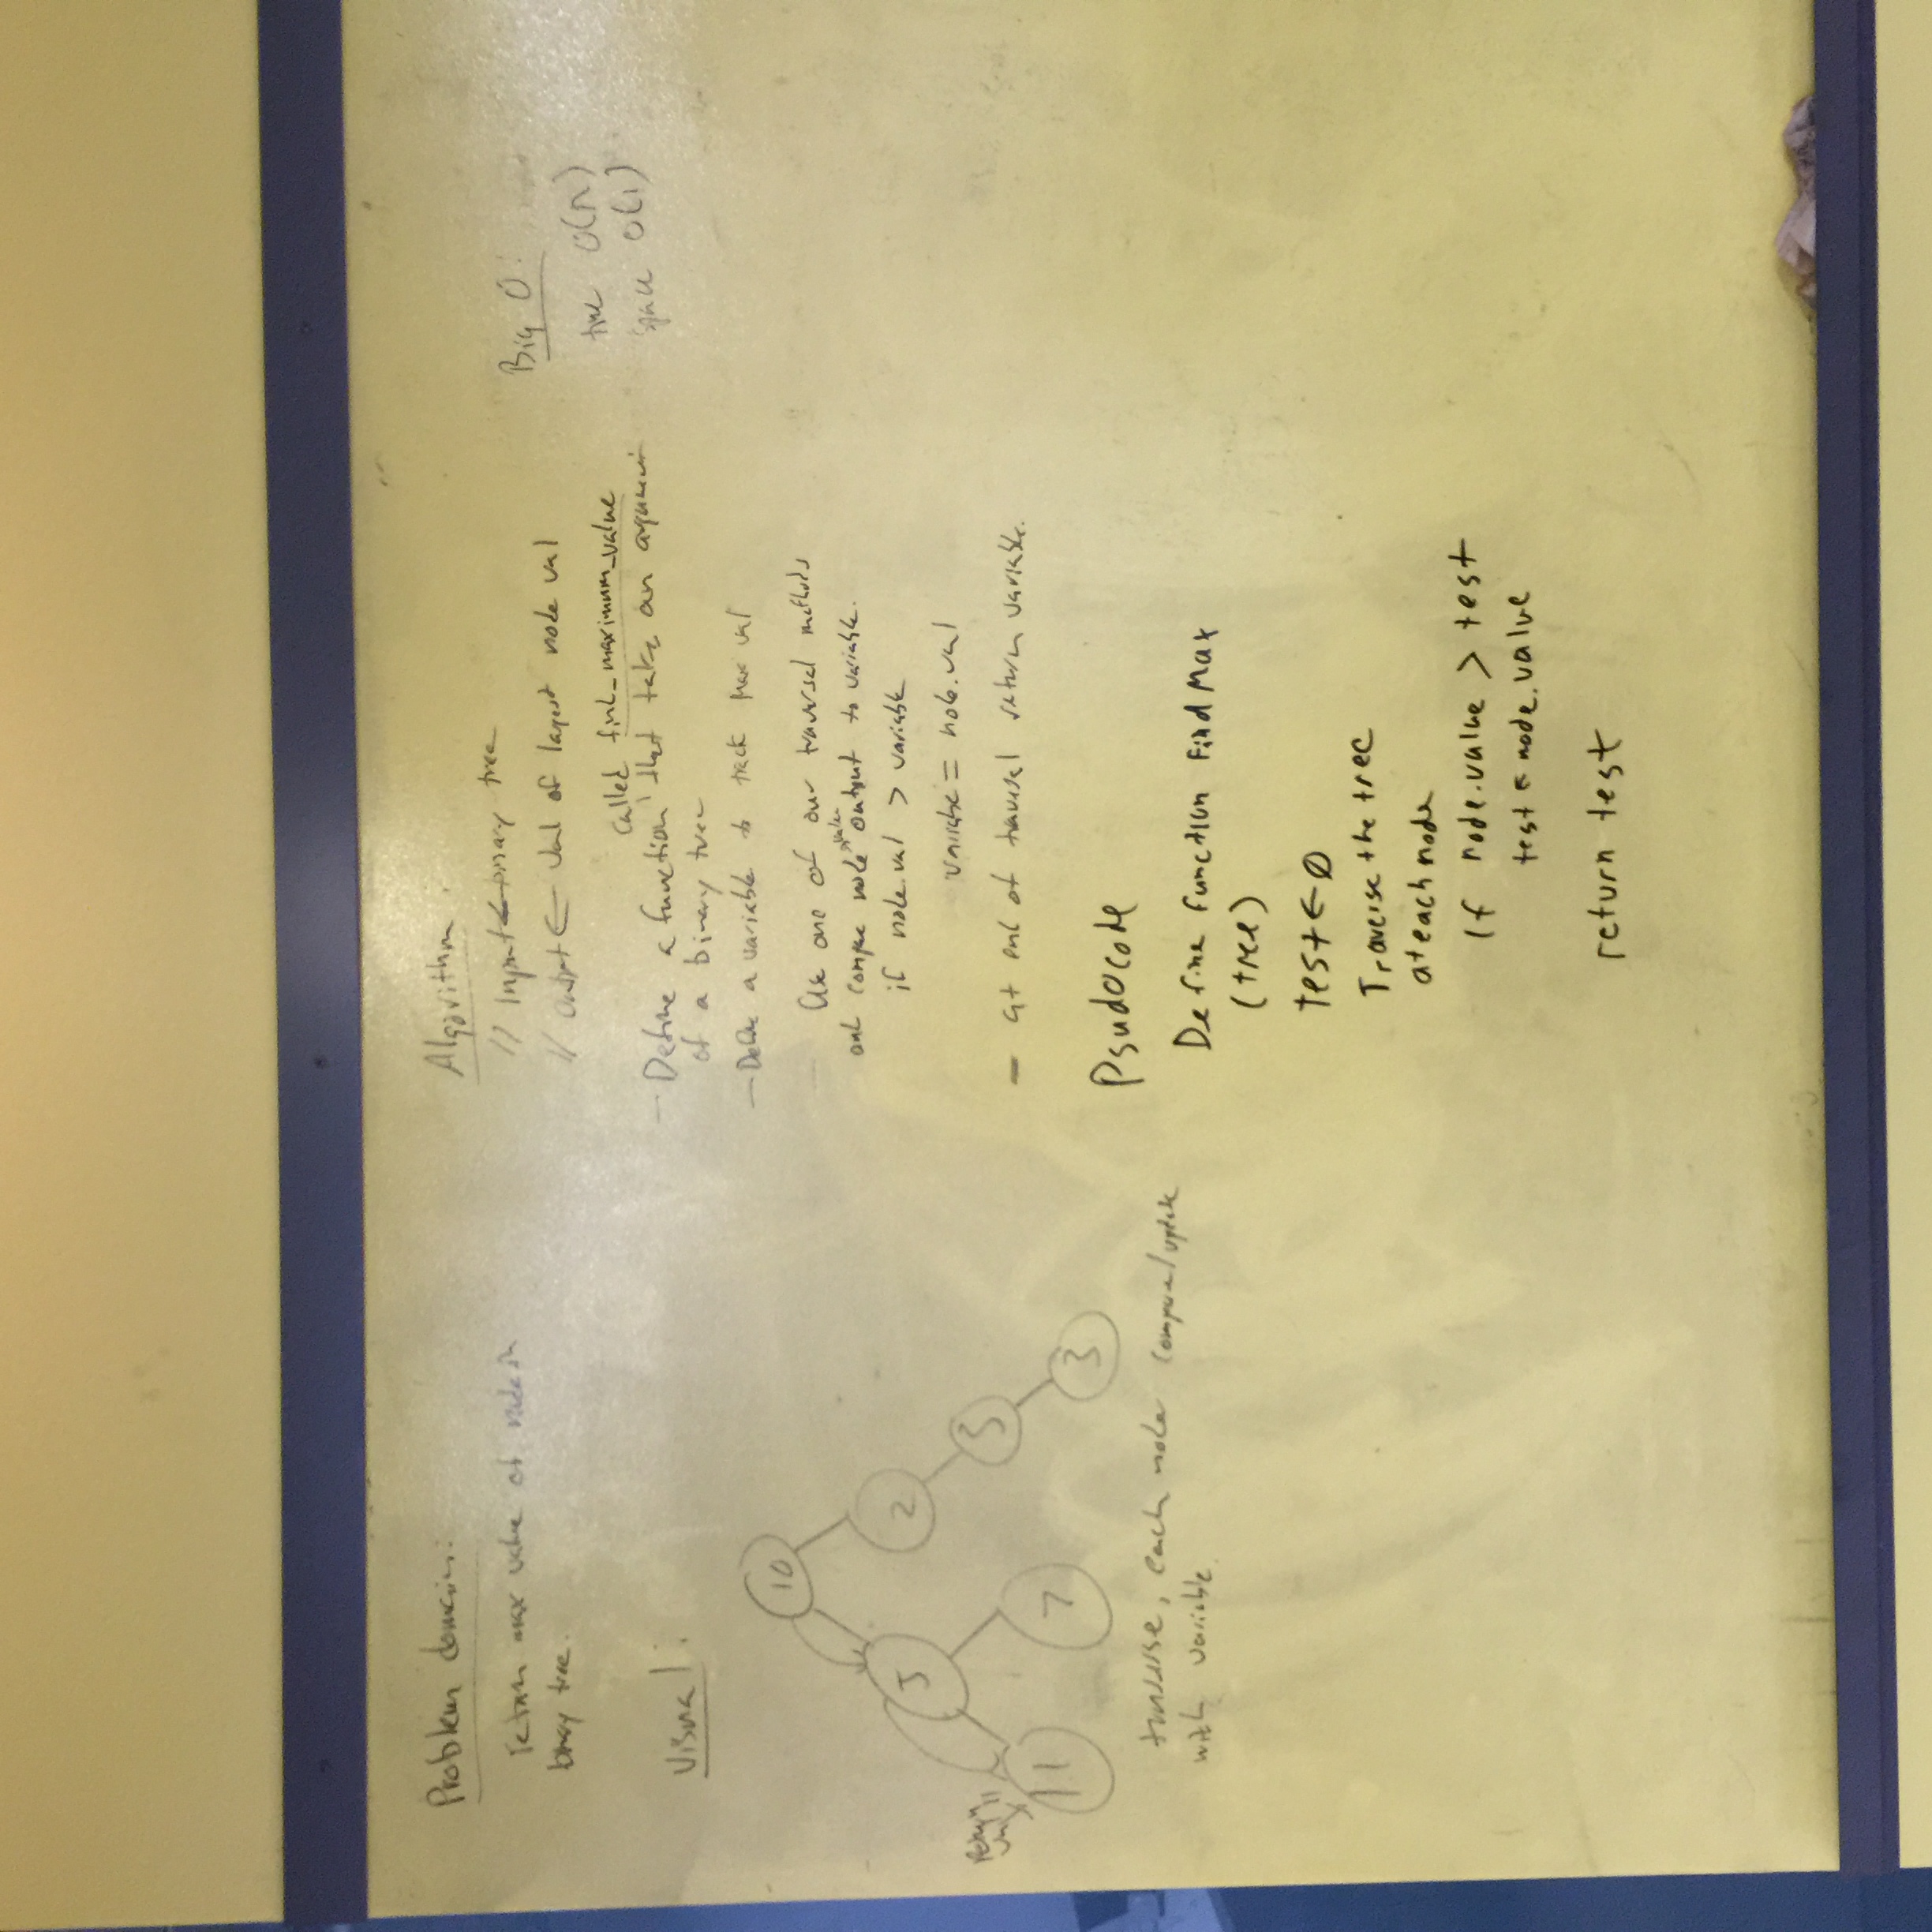 Problem domain:
return max value of node in
binary tree.
Visual:
10
5
2
11
7
5
3
return
traverse, each node compare/update
with variable.
Algorithm:
// Input ← binary tree
// Output ← val of largest node val
called find_maximum_value
- Define a function that take an argument
of a binary tree
- Define a variable to track Max val
- Use one of our traversal methods
value
and compare node output to variable.
if node.val > variable
variable = node.val
- at end of traversal return variable.
Psudocode
Define function Find Max
(tree)
test ← 0
Traverse the tree
at each node
If node.value > test
test ← node.value
return test
Big O:
time O(n)
space O(1)